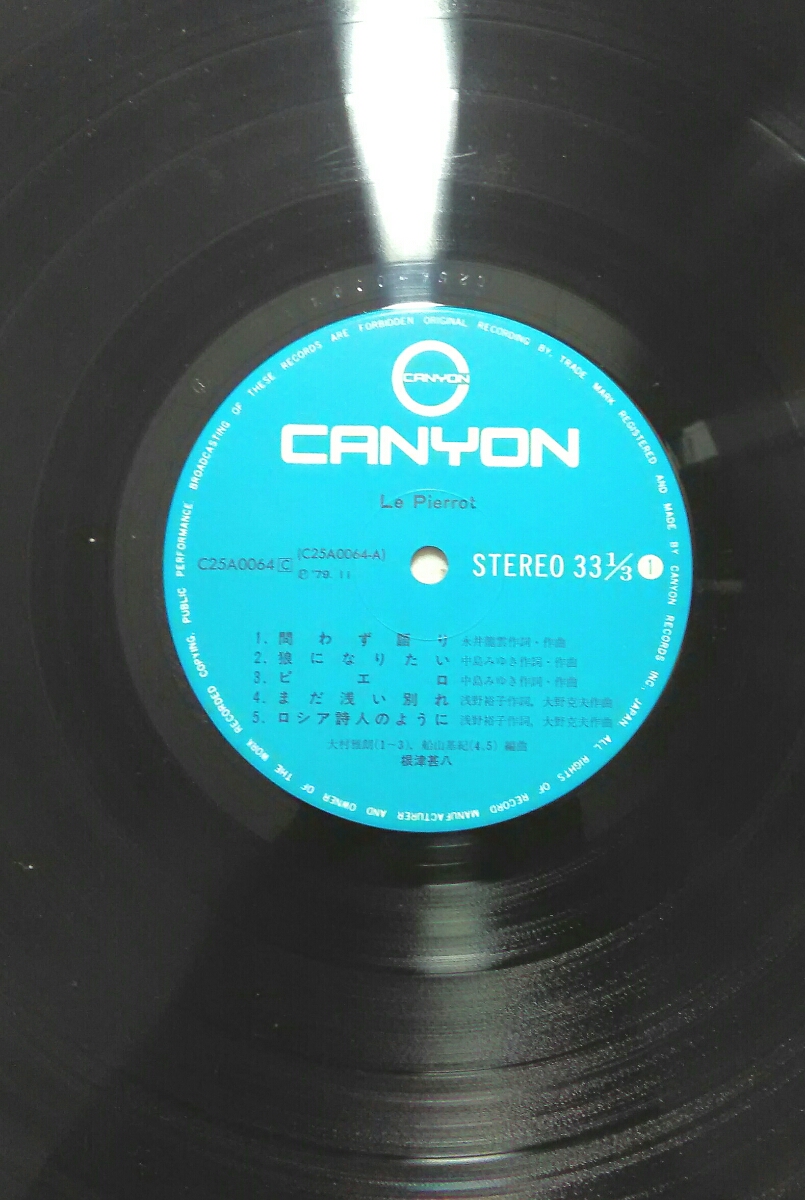 CANYON
CANYON
Le Pierrot
C25A0064 C
(C25A0064-A)
Ⓟ '79. 11
STEREO 33 1/3 1
1. 問わず語り 永井龍雲作詞・作曲
2. 狼になりたい 中島みゆき作詞・作曲
3. ピエロ 中島みゆき作詞・作曲
4. まだ浅い別れ 浅野裕子作詞、大野克夫作曲
5. ロシア詩人のように 浅野裕子作詞、大野克夫作曲
大村雅朗(1~3)、船山基紀(4.5) 編曲
根津甚八
ORIGINAL RECORDING BY, TRADE MARK REGISTERED AND MADE BY CANYON RECORDS INC, JAPAN ALL RIGHTS OF RECORD MANUFACTURER AND OWNER OF THE WORK RECORDED COPYING, PUBLIC PERFORMANCE BROADCASTING OF THESE RECORDS ARE FORBIDDEN